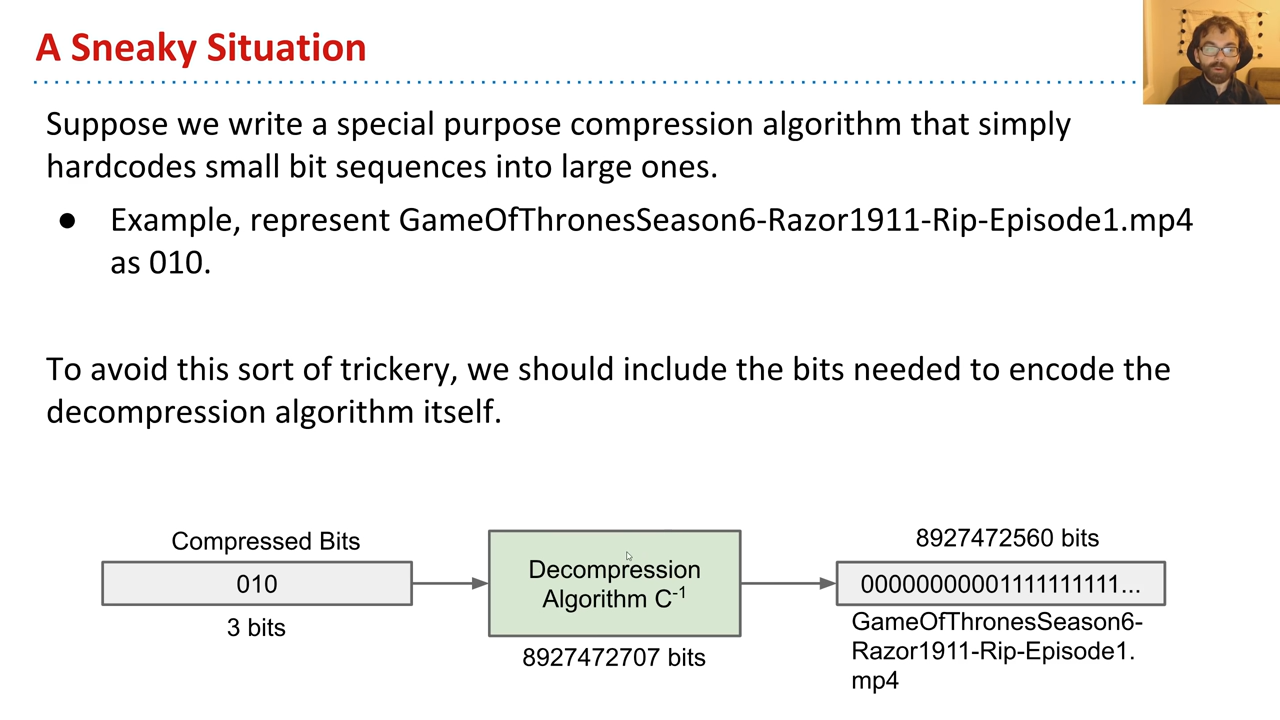 A Sneaky Situation
Suppose we write a special purpose compression algorithm that simply
hardcodes small bit sequences into large ones.
● Example, represent GameOfThronesSeason6-Razor1911-Rip-Episode1.mp4
as 010.
To avoid this sort of trickery, we should include the bits needed to encode the
decompression algorithm itself.
Compressed Bits
010
3 bits
Decompression
Algorithm C⁻¹
8927472707 bits
8927472560 bits
00000000001111111111...
GameOfThronesSeason6-
Razor1911-Rip-Episode1.
mp4